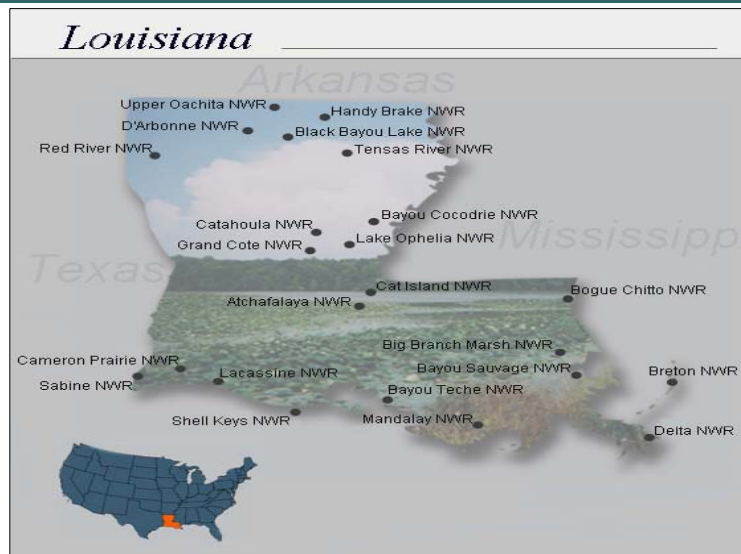 Louisiana
Arkansas
Upper Oachita NWR
Handy Brake NWR
D'Arbonne NWR
Black Bayou Lake NWR
Red River NWR
Tensas River NWR
Bayou Cocodrie NWR
Catahoula NWR
Mississipp
Grand Cote NWR
Lake Ophelia NWR
Texas
Cat Island NWR
Bogue Chitto NWR
Atchafalaya NWR
Big Branch Marsh NWR
Cameron Prairie NWR
Bayou Sauvage NWR
Breton NWR
Lacassine NWR
Sabine NWR
Bayou Teche NWR
Shell Keys NWR
Mandalay NWR
Delta NWR